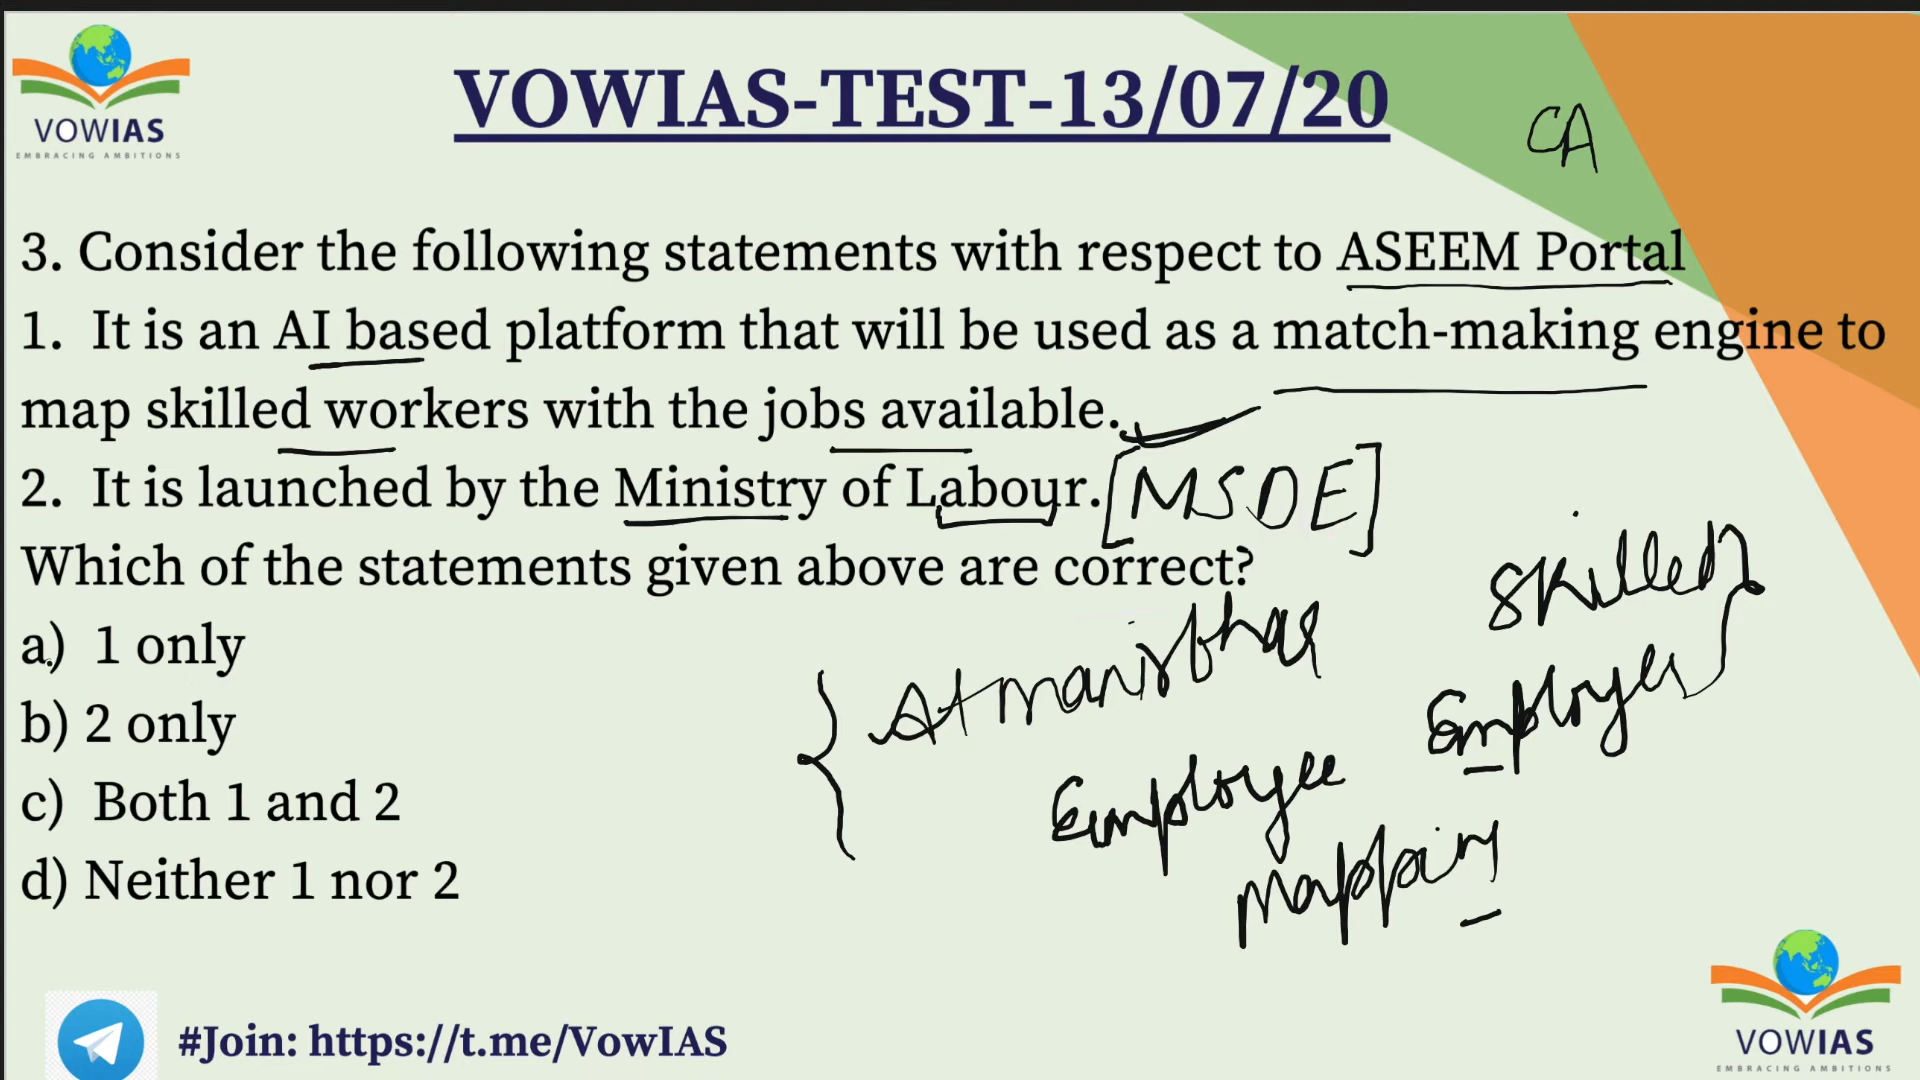 VOWIAS
EMBRACING AMBITIONS
VOWIAS-TEST-13/07/20
CA
3. Consider the following statements with respect to ASEEM Portal
1. It is an AI based platform that will be used as a match-making engine to
map skilled workers with the jobs available.
2. It is launched by the Ministry of Labour. [MSDE]
Which of the statements given above are correct?
a) 1 only
b) 2 only
c) Both 1 and 2
d) Neither 1 nor 2
Skilled
Atmanirbhar
Employer
Employee
Mapping
#Join: https://t.me/VowIAS
VOWIAS
EMBRACING AMBITIONS